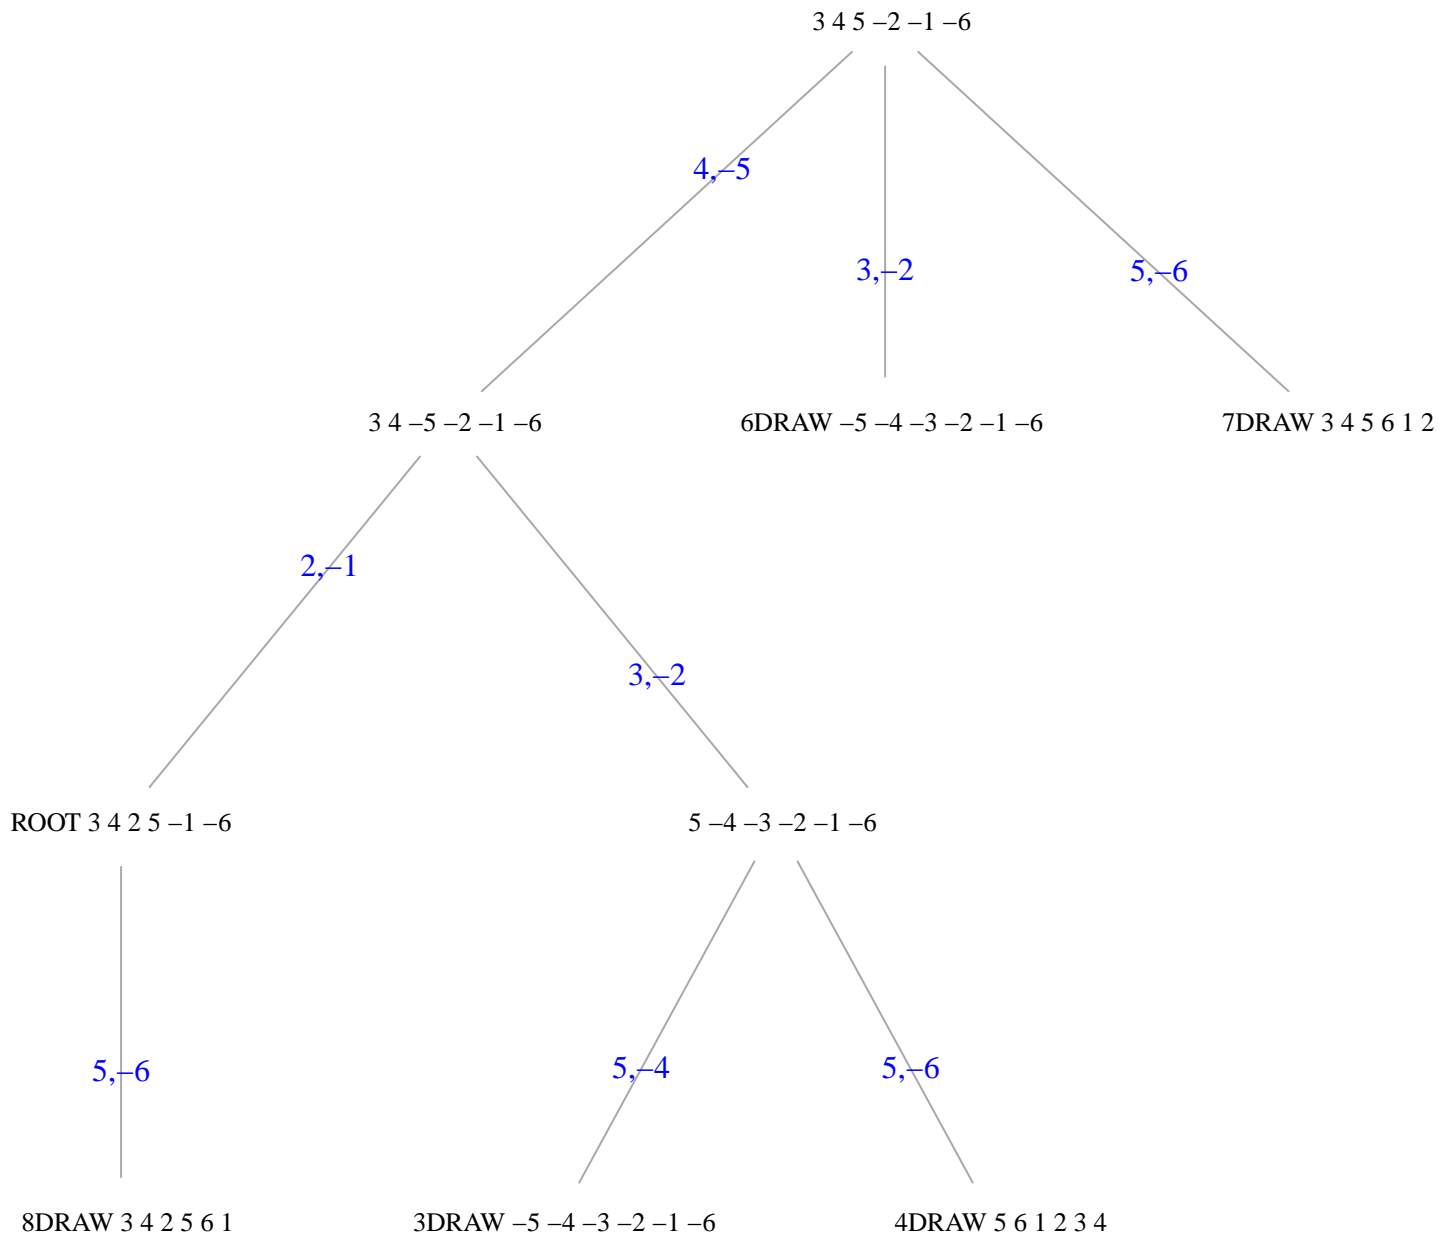 3 4 5 –2 –1 –6
4,–5
3,–2
5,–6
3 4 –5 –2 –1 –6
6DRAW –5 –4 –3 –2 –1 –6
7DRAW 3 4 5 6 1 2
2,–1
3,–2
ROOT 3 4 2 5 –1 –6
5 –4 –3 –2 –1 –6
5,–6
5,–4
5,–6
8DRAW 3 4 2 5 6 1
3DRAW –5 –4 –3 –2 –1 –6
4DRAW 5 6 1 2 3 4